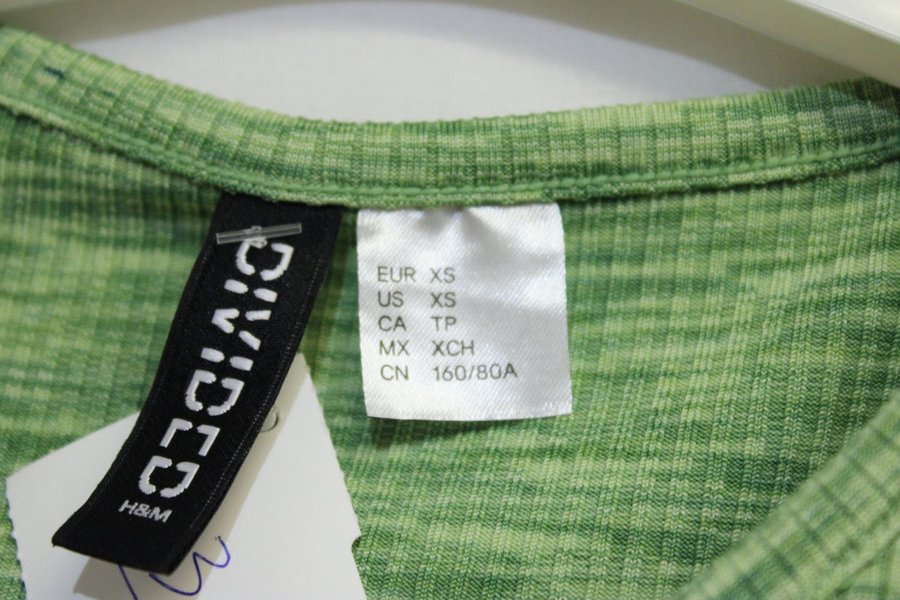 DIVIDED
H&M
EUR XS
US XS
CA TP
MX XCH
CN 160/80A